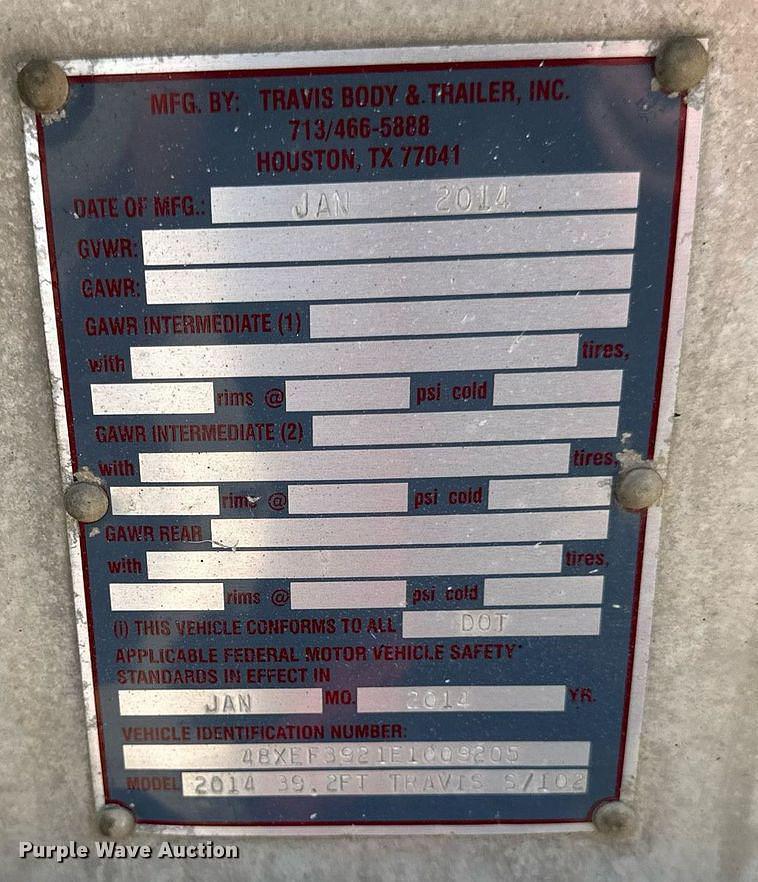 MFG. BY: TRAVIS BODY & TRAILER, INC.
713/466-5888
HOUSTON, TX 77041
DATE OF MFG.: JAN 2014
GVWR:
GAWR:
GAWR INTERMEDIATE (1)
with tires,
rims @ psi cold
GAWR INTERMEDIATE (2)
with tires,
rims @ psi cold
GAWR REAR
with tires,
rims @ psi cold
(i) THIS VEHICLE CONFORMS TO ALL DOT
APPLICABLE FEDERAL MOTOR VEHICLE SAFETY
STANDARDS IN EFFECT IN
JAN MO. 2014 YR.
VEHICLE IDENTIFICATION NUMBER:
48XEF3921E1009205
MODEL 2014 39.2FT TRAVIS S/102
Purple Wave Auction